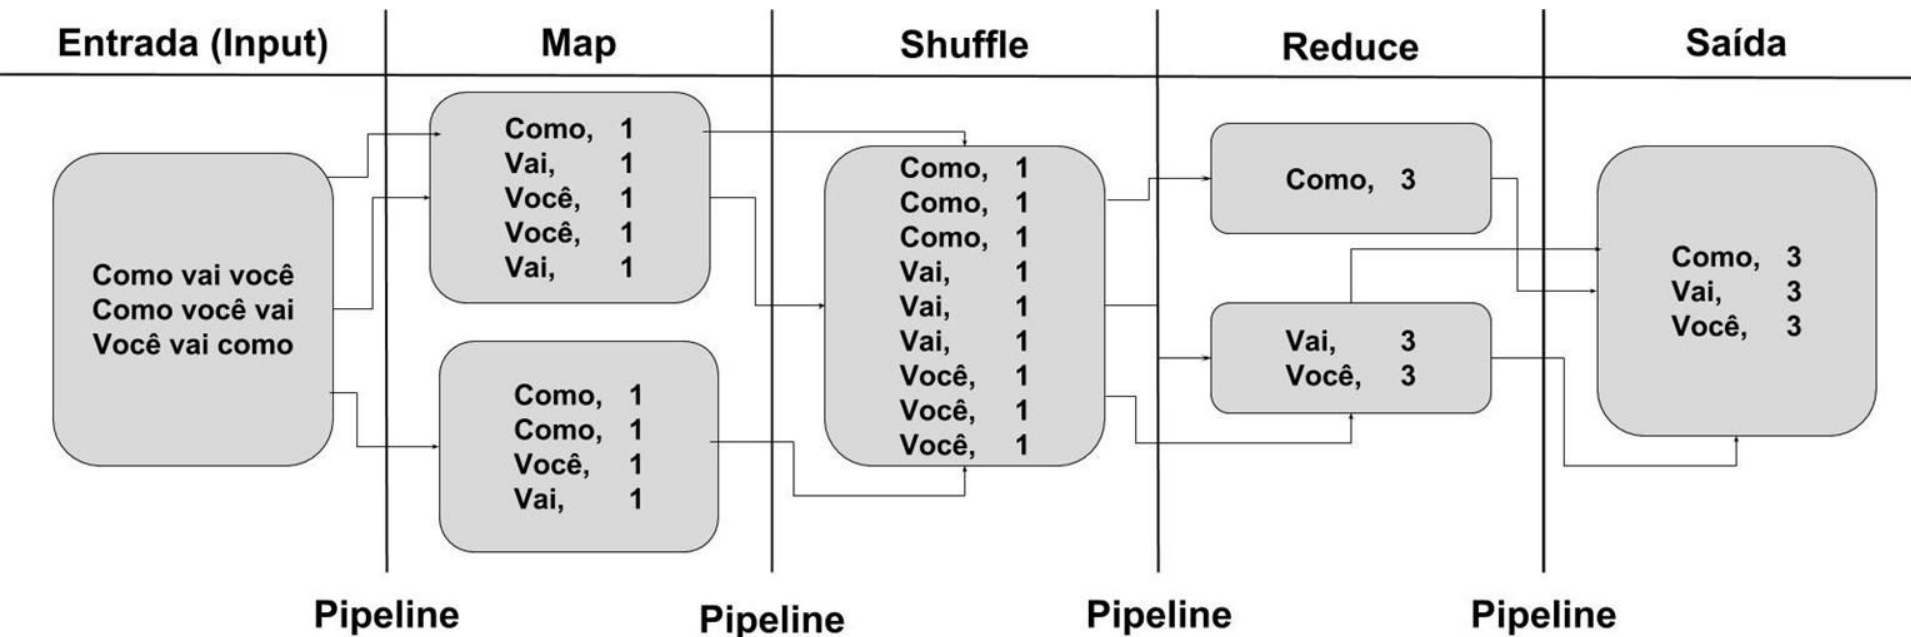 Entrada (Input)
Map
Shuffle
Reduce
Saída
Como vai você
Como você vai
Você vai como
Como, 1
Vai, 1
Você, 1
Você, 1
Vai, 1
Como, 1
Como, 1
Você, 1
Vai, 1
Como, 1
Como, 1
Como, 1
Vai, 1
Vai, 1
Vai, 1
Você, 1
Você, 1
Você, 1
Como, 3
Vai, 3
Você, 3
Como, 3
Vai, 3
Você, 3
Pipeline
Pipeline
Pipeline
Pipeline